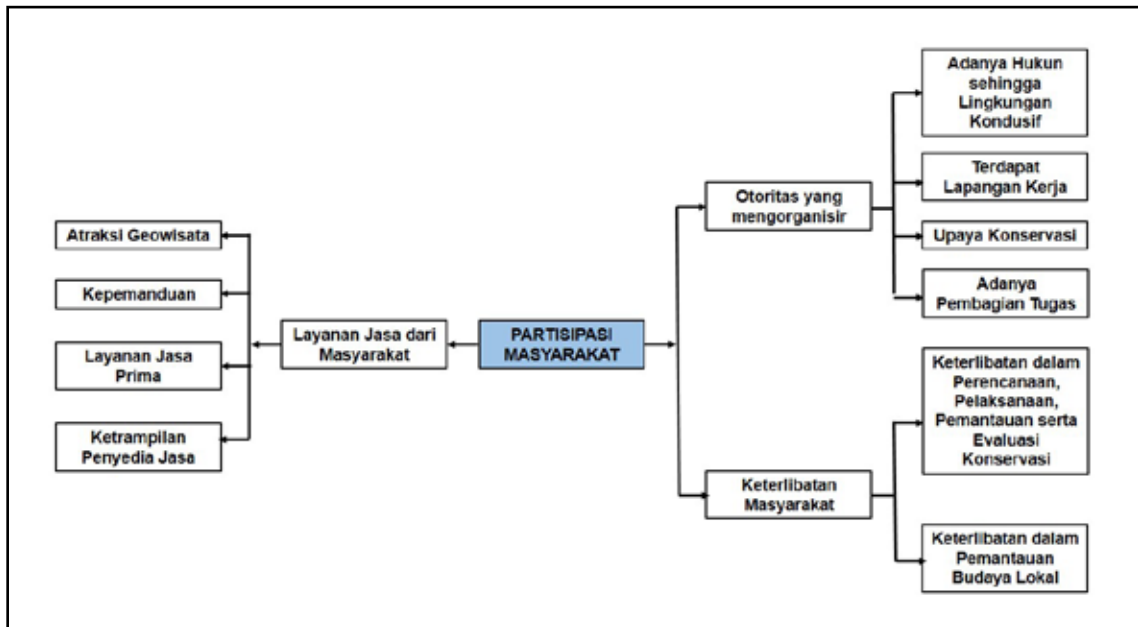 Atraksi Geowisata
Kepemanduan
Layanan Jasa
Prima
Ketrampilan
Penyedia Jasa
Layanan Jasa dari
Masyarakat
PARTISIPASI
MASYARAKAT
Otoritas yang
mengorganisir
Adanya Hukun
sehingga
Lingkungan
Kondusif
Terdapat
Lapangan Kerja
Upaya Konservasi
Adanya
Pembagian Tugas
Keterlibatan
Masyarakat
Keterlibatan dalam
Perencanaan,
Pelaksanaan,
Pemantauan serta
Evaluasi
Konservasi
Keterlibatan dalam
Pemantauan
Budaya Lokal